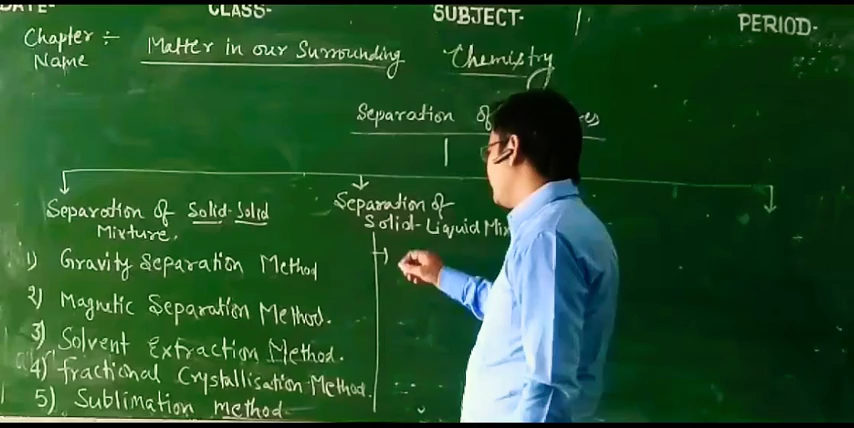 DATE- CLASS- SUBJECT- PERIOD-
Chapter ÷ Matter in our Surrounding Chemistry
Name
Separation of
Separation of Solid-Solid
Mixture.
1) Gravity Separation Method
2) Magnetic Separation Method.
3) Solvent Extraction Method.
4) fractional Crystallisation Method.
5) Sublimation method
Separation of
Solid-Liquid